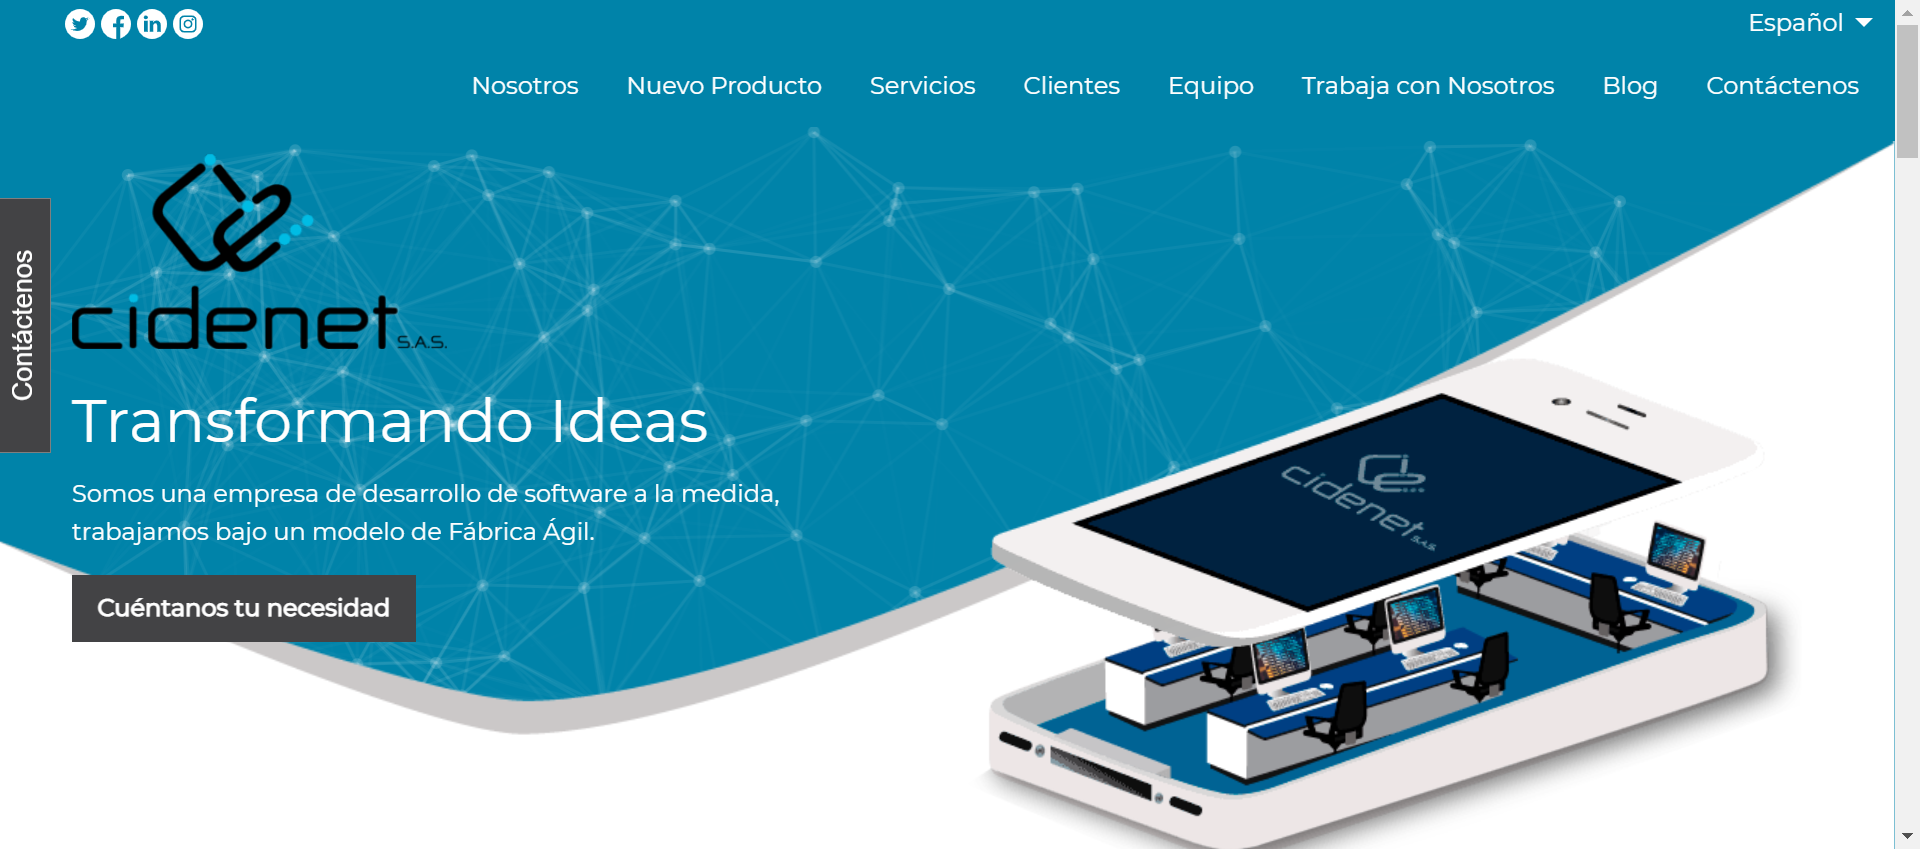 Español
Nosotros Nuevo Producto Servicios Clientes Equipo Trabaja con Nosotros Blog Contáctenos
Contáctenos
cidenet S.A.S.
Transformando Ideas
Somos una empresa de desarrollo de software a la medida,
trabajamos bajo un modelo de Fábrica Ágil.
Cuéntanos tu necesidad
cidenet S.A.S.